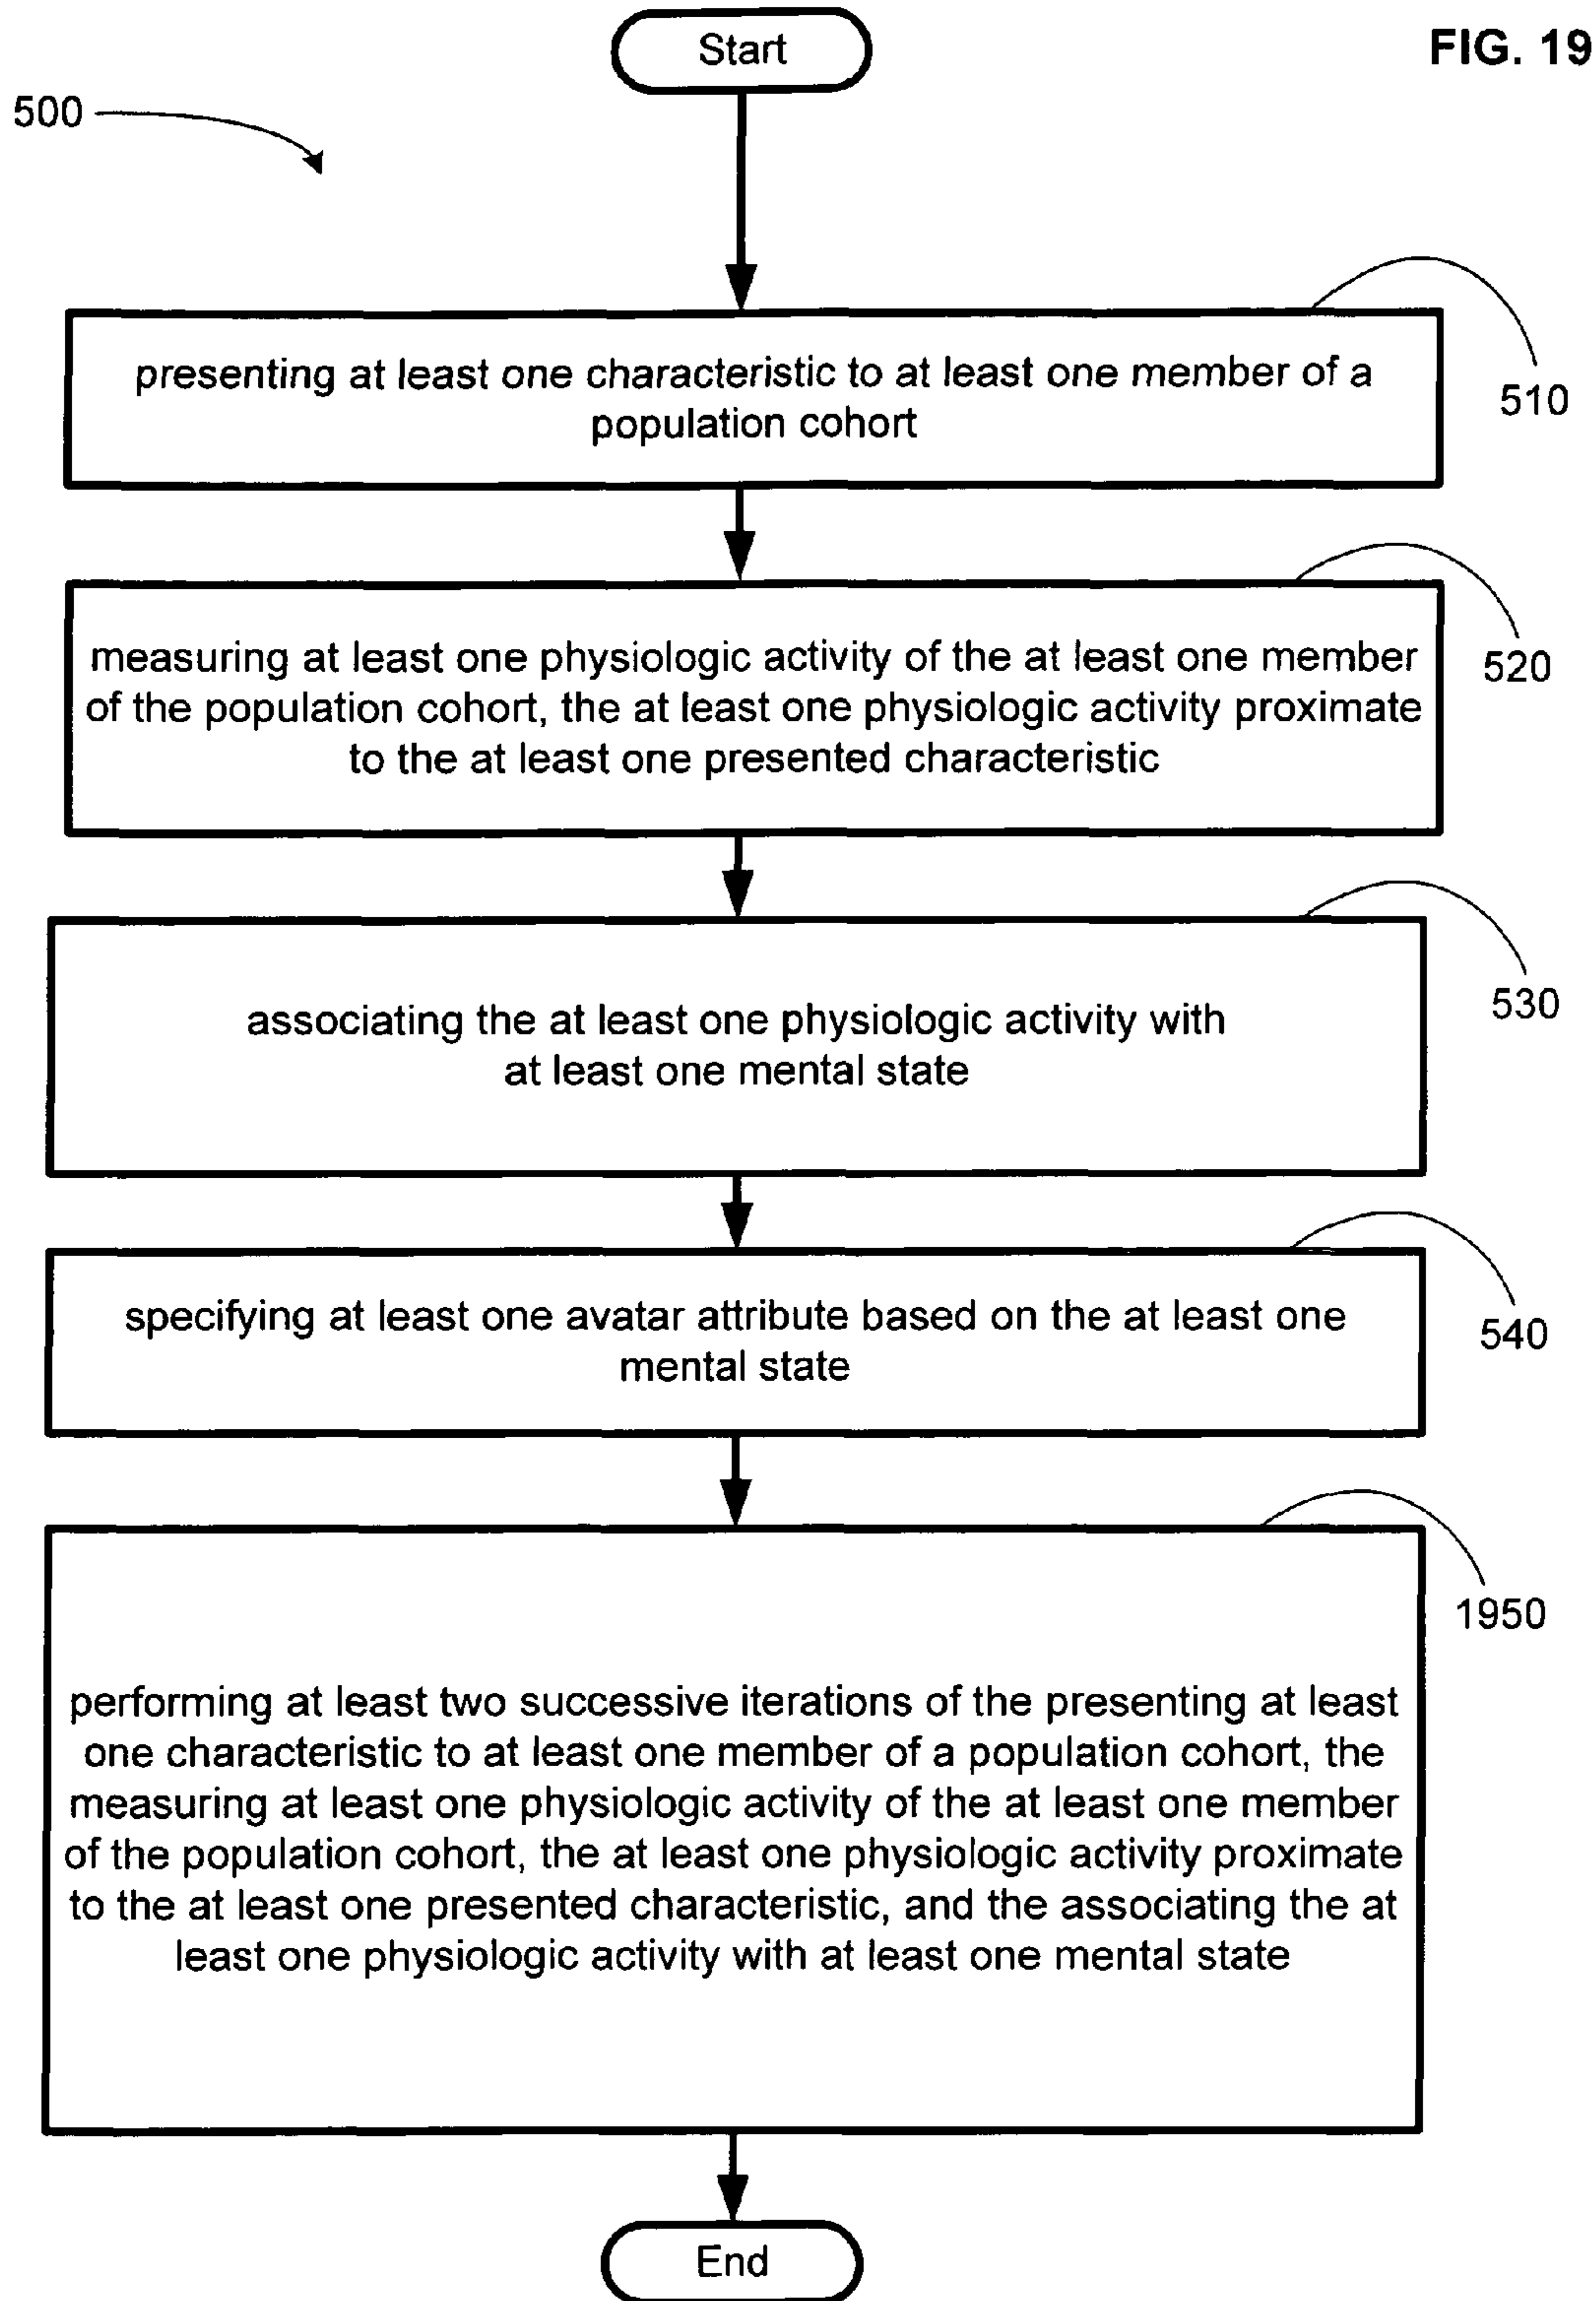 Start
FIG. 19
500
presenting at least one characteristic to at least one member of a
population cohort
510
measuring at least one physiologic activity of the at least one member
of the population cohort, the at least one physiologic activity proximate
to the at least one presented characteristic
520
associating the at least one physiologic activity with
at least one mental state
530
specifying at least one avatar attribute based on the at least one
mental state
540
performing at least two successive iterations of the presenting at least
one characteristic to at least one member of a population cohort, the
measuring at least one physiologic activity of the at least one member
of the population cohort, the at least one physiologic activity proximate
to the at least one presented characteristic, and the associating the at
least one physiologic activity with at least one mental state
1950
End